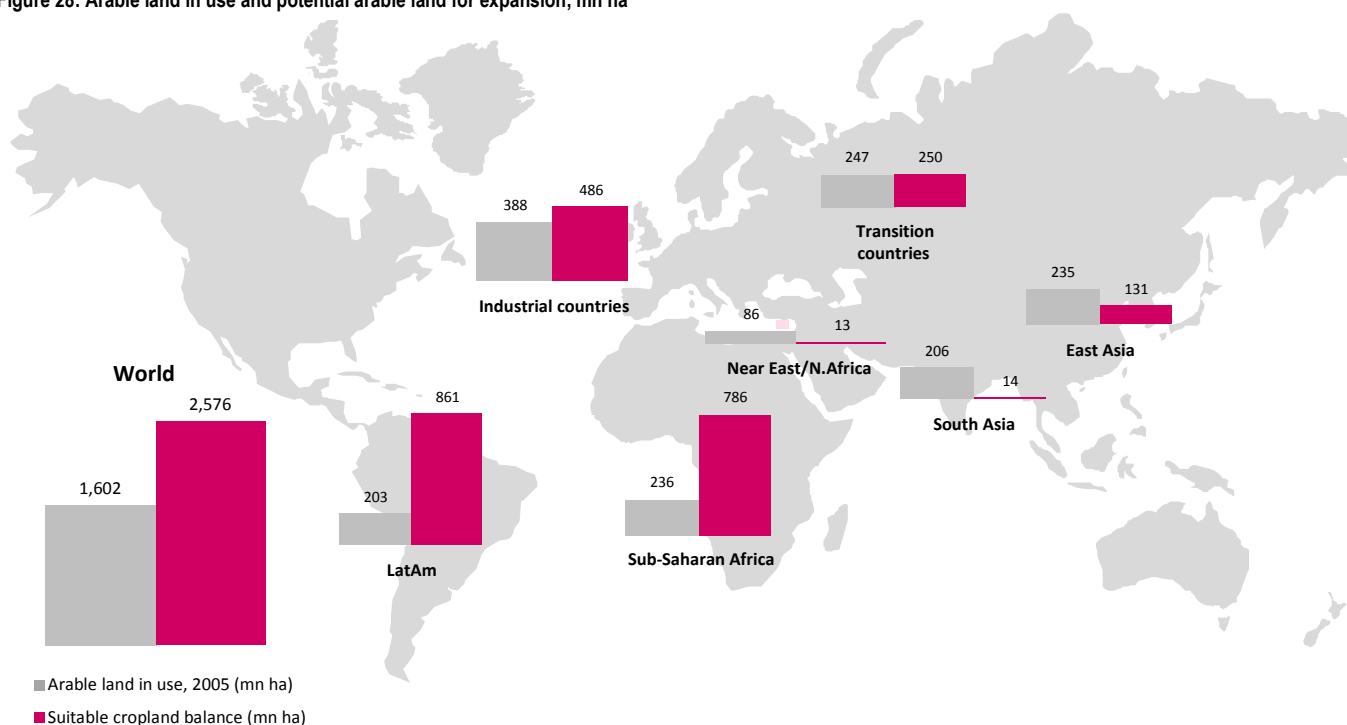 Figure 28: Arable land in use and potential arable land for expansion, mn ha
247
250
Transition
countries
388
486
Industrial countries
235
131
East Asia
86
13
Near East/N.Africa
206
14
South Asia
World
1,602
2,576
203
861
LatAm
236
786
Sub-Saharan Africa
Arable land in use, 2005 (mn ha)
Suitable cropland balance (mn ha)